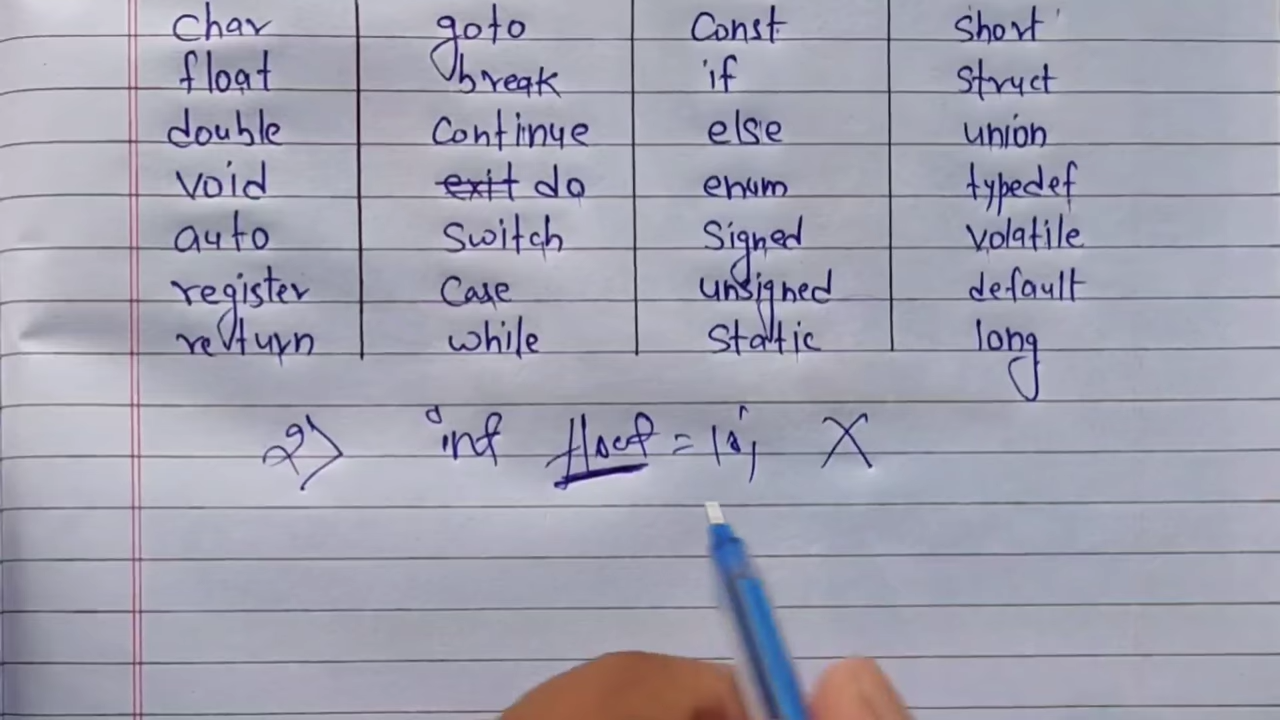 Char goto Const Short
float break if Struct
double Continue else union
void exit do enum typedef
auto Switch Signed Volatile
register Case unsigned default
return while Static long
2) int float = 10; X